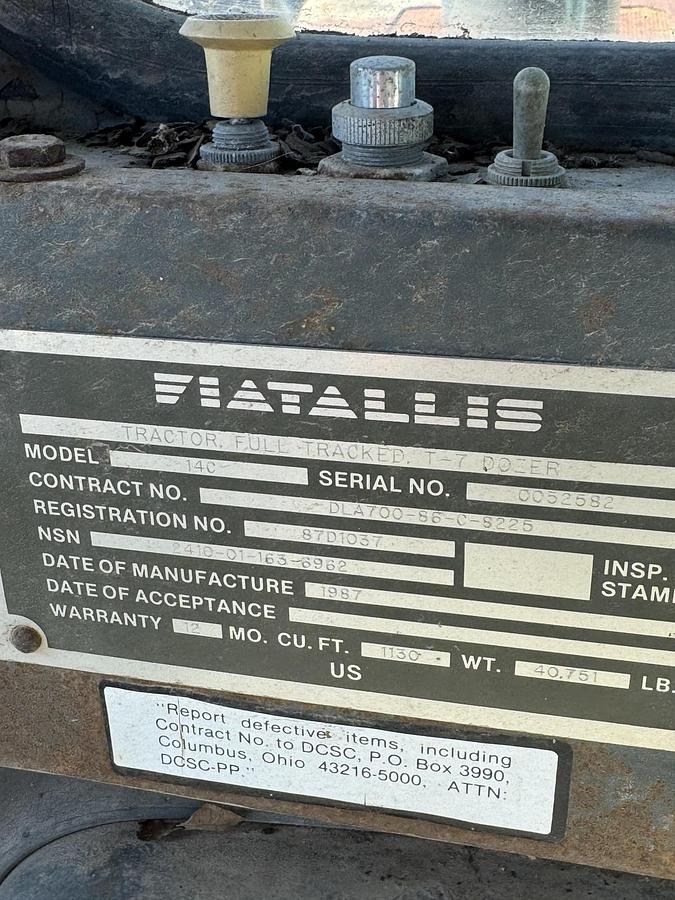 FIATALLIS
TRACTOR, FULL TRACKED, T-7 DOZER
MODEL 14C SERIAL NO. 0052582
CONTRACT NO. DLA700-86-C-8225
REGISTRATION NO. 87D1037
NSN 2410-01-163-6962 INSP.
DATE OF MANUFACTURE 1987 STAM
DATE OF ACCEPTANCE
WARRANTY 12 MO. CU. FT. 1130 WT. 40,751 LB.
US
"Report defective items, including
Contract No. to DCSC, P.O. Box 3990,
Columbus, Ohio 43216-5000, ATTN:
DCSC-PP."